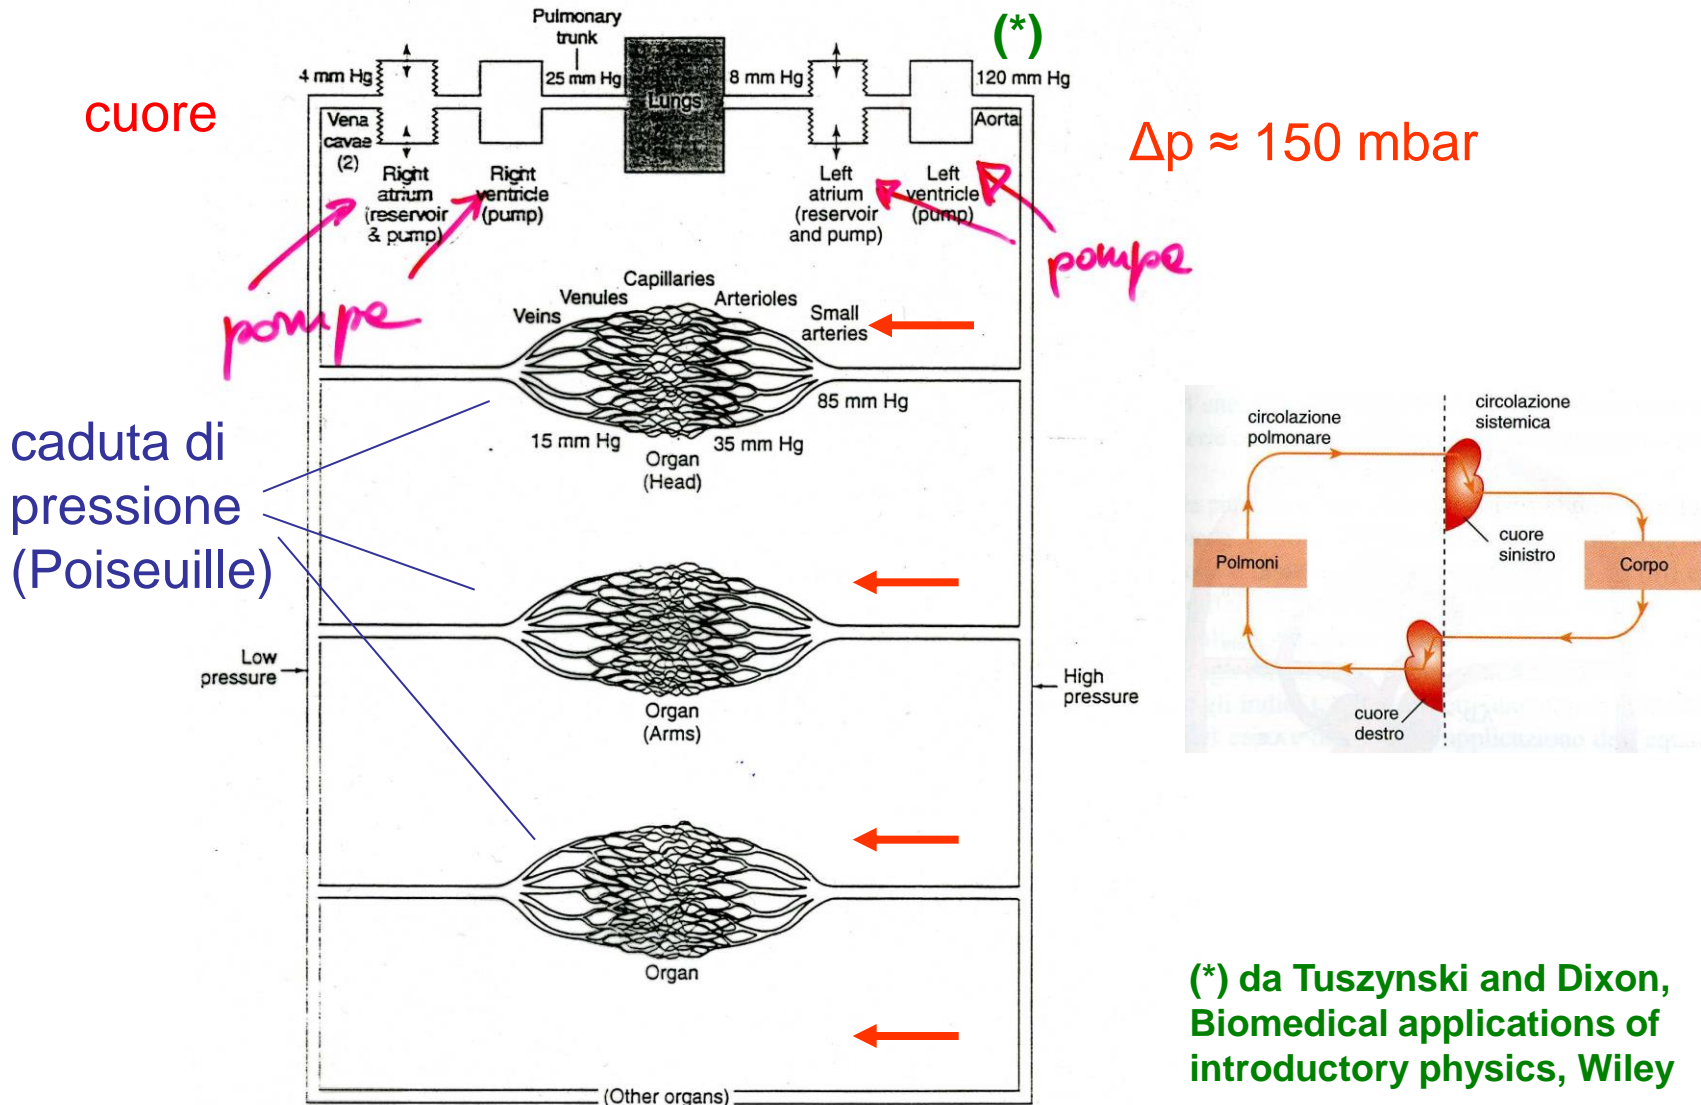 cuore
Pulmonary
trunk
(*)
4 mm Hg
25 mm Hg
8 mm Hg
120 mm Hg
Lungs
Vena
cavae
(2)
Aorta
Right
atrium
(reservoir
& pump)
Right
ventricle
(pump)
Left
atrium
(reservoir
and pump)
Left
ventricle
(pump)
Δp ≈ 150 mbar
pompe
pompe
Capillaries
Venules
Arterioles
Veins
Small
arteries
85 mm Hg
15 mm Hg
35 mm Hg
Organ
(Head)
caduta di
pressione
(Poiseuille)
Organ
(Arms)
Low
pressure
High
pressure
Organ
(Other organs)
circolazione
polmonare
circolazione
sistemica
cuore
sinistro
Polmoni
Corpo
cuore
destro
(*) da Tuszynski and Dixon,
Biomedical applications of
introductory physics, Wiley